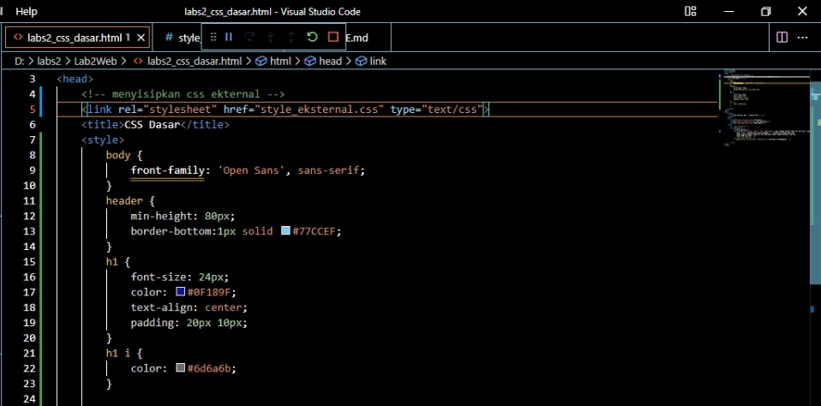 Help
labs2_css_dasar.html - Visual Studio Code
labs2_css_dasar.html 1
# style_
E.md
D: > labs2 > Lab2Web > labs2_css_dasar.html > html > head > link
3 <head>
4 <!-- menyisipkan css ekternal -->
5 <link rel="stylesheet" href="style_eksternal.css" type="text/css">
6 <title>CSS Dasar</title>
7 <style>
8 body {
9 front-family: 'Open Sans', sans-serif;
10 }
11 header {
12 min-height: 80px;
13 border-bottom:1px solid #77CCEF;
14 }
15 h1 {
16 font-size: 24px;
17 color: #0F189F;
18 text-align: center;
19 padding: 20px 10px;
20 }
21 h1 i {
22 color: #6d6a6b;
23 }
24